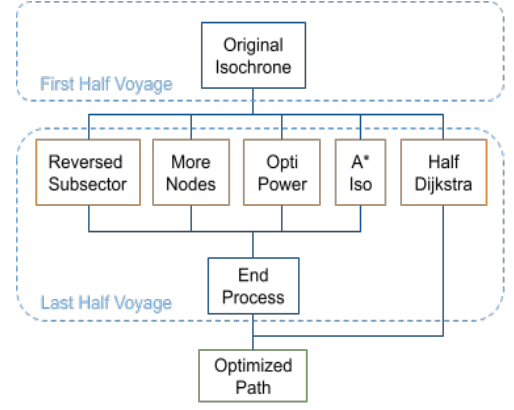 Original
Isochrone
First Half Voyage
Reversed
Subsector
More
Nodes
Opti
Power
A*
Iso
Half
Dijkstra
End
Process
Last Half Voyage
Optimized
Path